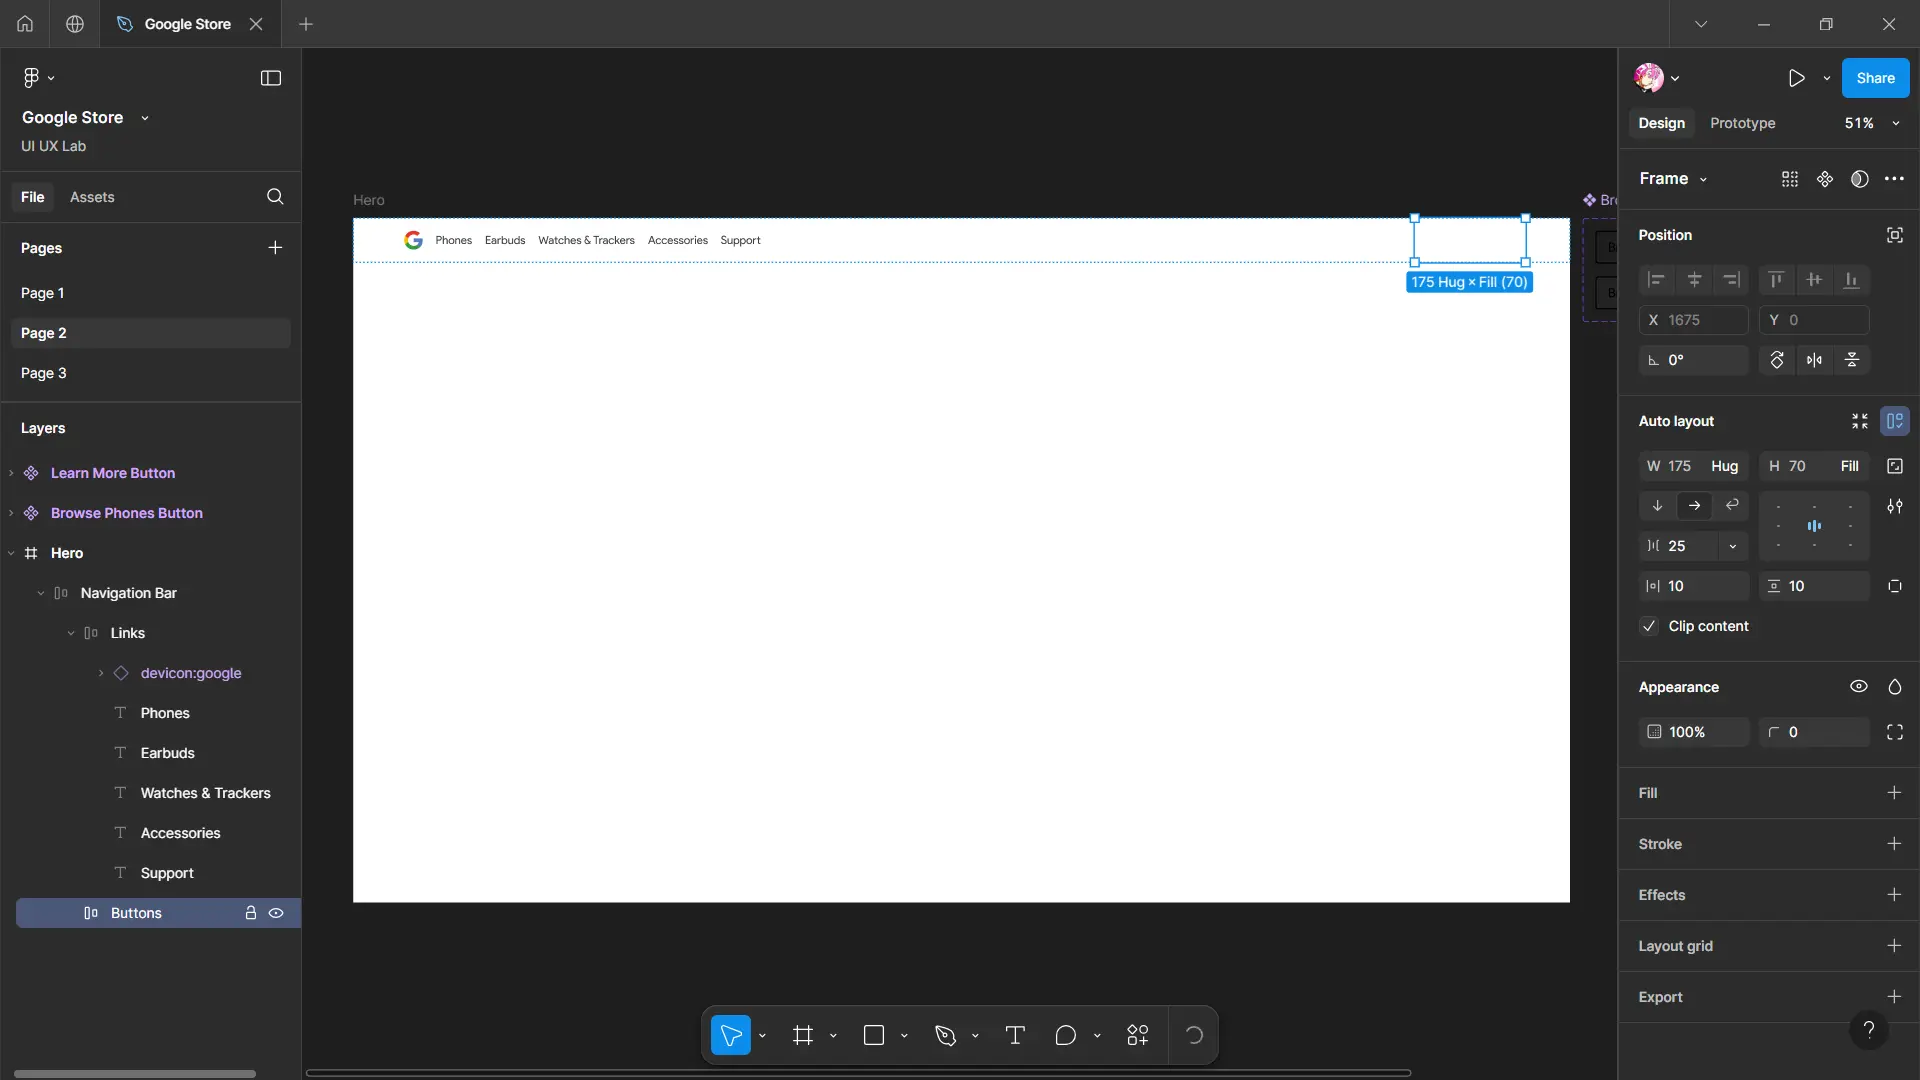 Google Store
Share
Google Store
UI UX Lab
Design
Prototype
51%
File
Assets
Frame
Pages
Page 1
Page 2
Page 3
Layers
Learn More Button
Browse Phones Button
Hero
Navigation Bar
Links
devicon:google
Phones
Earbuds
Watches & Trackers
Accessories
Support
Buttons
Hero
Phones
Earbuds
Watches & Trackers
Accessories
Support
175 Hug × Fill (70)
Bro
B
B
Position
X 1675
Y 0
0°
Auto layout
W 175 Hug
H 70 Fill
25
10
10
Clip content
Appearance
100%
0
Fill
Stroke
Effects
Layout grid
Export
?